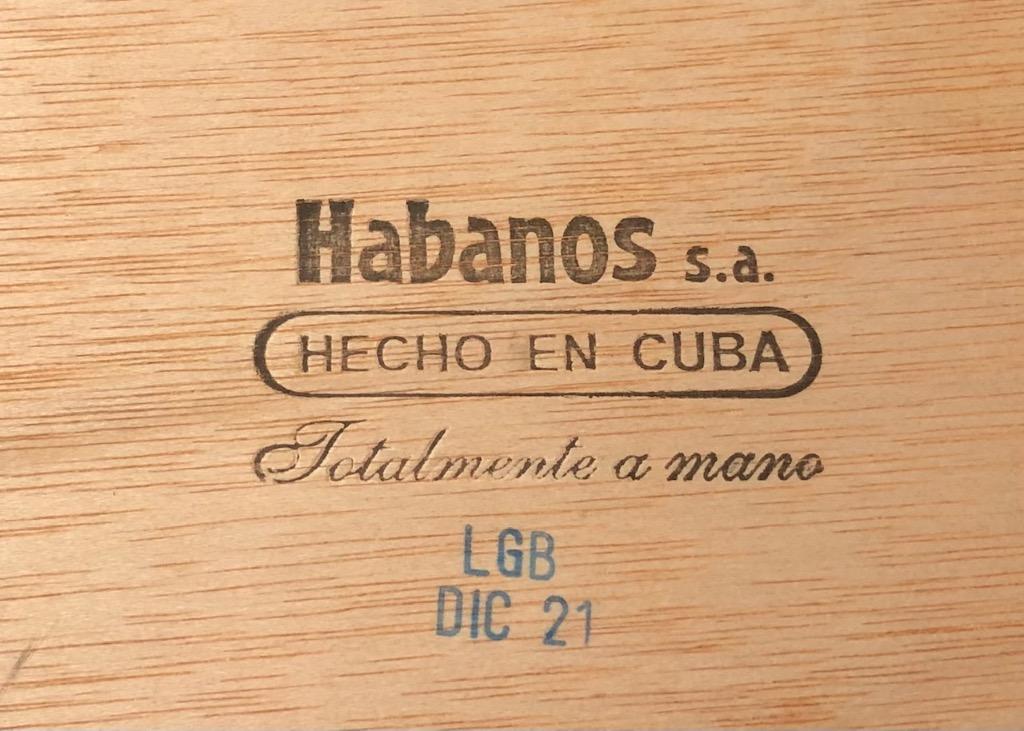 Habanos s.a.
HECHO EN CUBA
Totalmente a mano
LGB
DIC 21